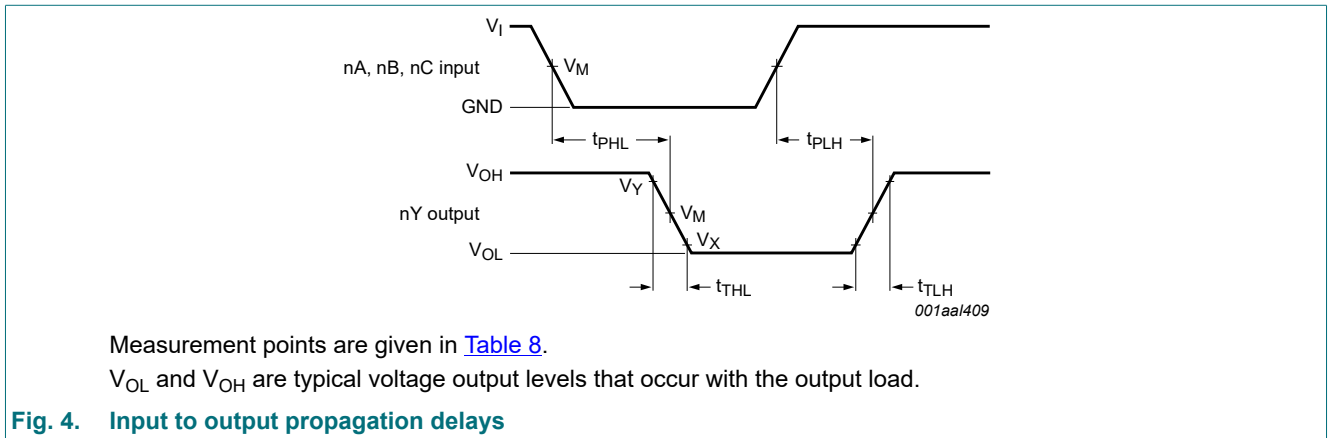 VI
nA, nB, nC input
VM
GND
tPHL
tPLH
VOH
VY
nY output
VM
VX
VOL
tTHL
tTLH
001aal409
Measurement points are given in Table 8.
VOL and VOH are typical voltage output levels that occur with the output load.
Fig. 4. Input to output propagation delays